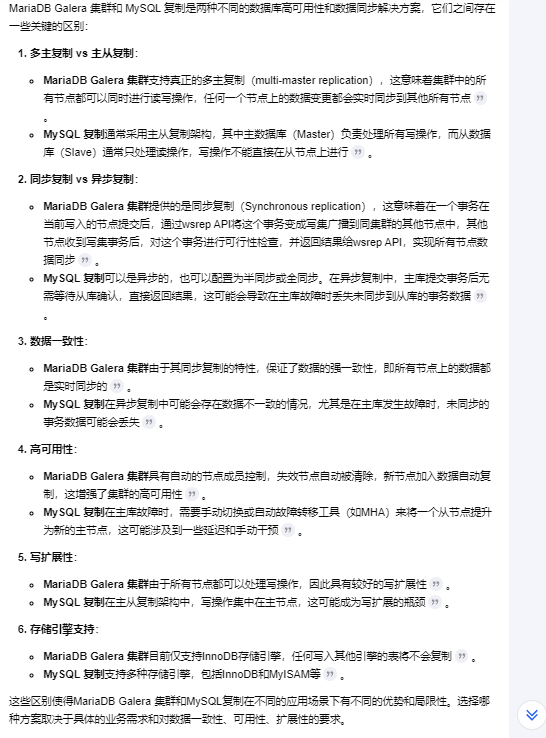 MariaDB Galera 集群和 MySQL 复制是两种不同的数据库高可用性和数据同步解决方案，它们之间存在
一些关键的区别：
1. 多主复制 vs 主从复制：
MariaDB Galera 集群支持真正的多主复制（multi-master replication），这意味着集群中的所
有节点都可以同时进行读写操作，任何一个节点上的数据变更都会实时同步到其他所有节点
。
MySQL 复制通常采用主从复制架构，其中主数据库（Master）负责处理所有写操作，而从数据
库（Slave）通常只处理读操作，写操作不能直接在从节点上进行 。
2. 同步复制 vs 异步复制：
MariaDB Galera 集群提供的是同步复制（Synchronous replication），这意味着在一个事务在
当前写入的节点提交后，通过wsrep API将这个事务变成写集广播到同集群的其他节点中，其他
节点收到写集事务后，对这个事务进行可行性检查，并返回结果给wsrep API，实现所有节点数
据同步 。
MySQL 复制可以是异步的，也可以配置为半同步或全同步。在异步复制中，主库提交事务后无
需等待从库确认，直接返回结果，这可能会导致在主库故障时丢失未同步到从库的事务数据
。
3. 数据一致性：
MariaDB Galera 集群由于其同步复制的特性，保证了数据的强一致性，即所有节点上的数据都
是实时同步的 。
MySQL 复制在异步复制中可能会存在数据不一致的情况，尤其是在主库发生故障时，未同步的
事务数据可能会丢失 。
4. 高可用性：
MariaDB Galera 集群具有自动的节点成员控制，失效节点自动被清除，新节点加入数据自动复
制，这增强了集群的高可用性 。
MySQL 复制在主库故障时，需要手动切换或自动故障转移工具（如MHA）来将一个从节点提升
为新的主节点，这可能涉及到一些延迟和手动干预 。
5. 写扩展性：
MariaDB Galera 集群由于所有节点都可以处理写操作，因此具有较好的写扩展性 。
MySQL 复制在主从复制架构中，写操作集中在主节点，这可能成为写扩展的瓶颈 。
6. 存储引擎支持：
MariaDB Galera 集群目前仅支持InnoDB存储引擎，任何写入其他引擎的表将不会复制 。
MySQL 复制支持多种存储引擎，包括InnoDB和MyISAM等 。
这些区别使得MariaDB Galera 集群和MySQL复制在不同的应用场景下有不同的优势和局限性。选择哪
种方案取决于具体的业务需求和对数据一致性、可用性、扩展性的要求。